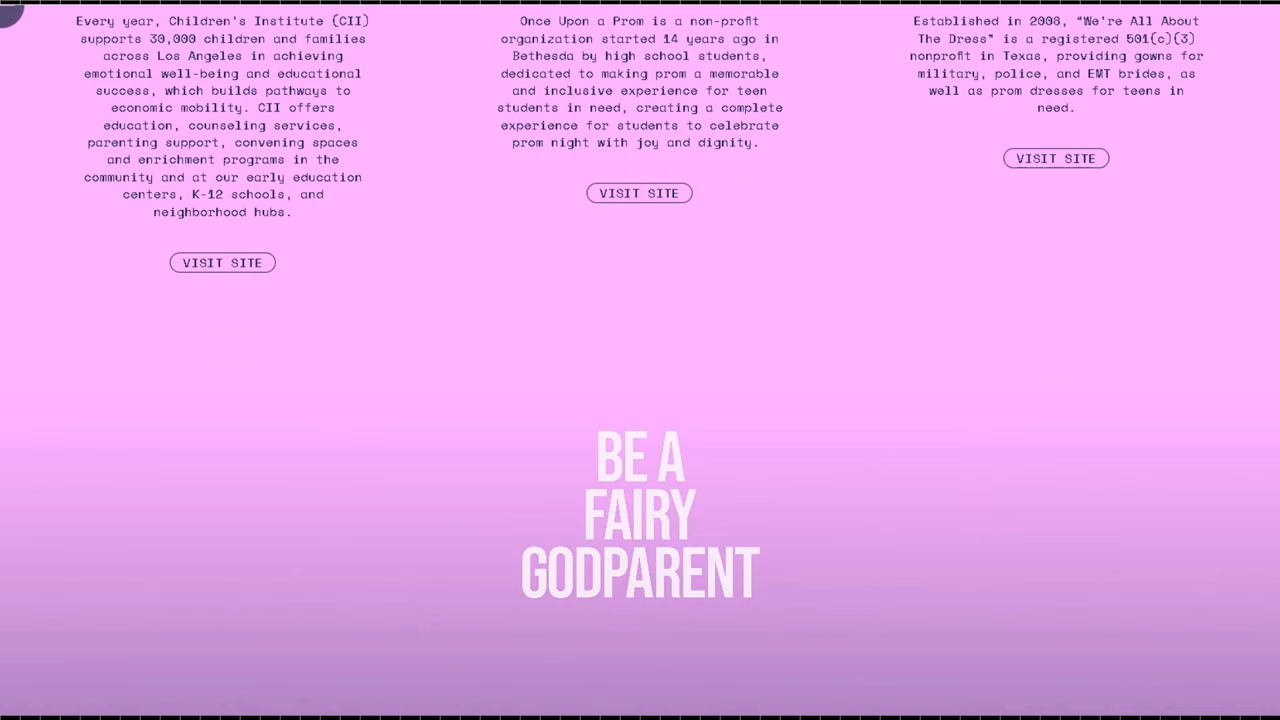 Every year, Children's Institute (CII)
supports 30,000 children and families
across Los Angeles in achieving
emotional well-being and educational
success, which builds pathways to
economic mobility. CII offers
education, counseling services,
parenting support, convening spaces
and enrichment programs in the
community and at our early education
centers, K-12 schools, and
neighborhood hubs.
VISIT SITE
Once Upon a Prom is a non-profit
organization started 14 years ago in
Bethesda by high school students,
dedicated to making prom a memorable
and inclusive experience for teen
students in need, creating a complete
experience for students to celebrate
prom night with joy and dignity.
VISIT SITE
Established in 2008, “We're All About
The Dress” is a registered 501(c)(3)
nonprofit in Texas, providing gowns for
military, police, and EMT brides, as
well as prom dresses for teens in
need.
VISIT SITE
BE A
FAIRY
GODPARENT